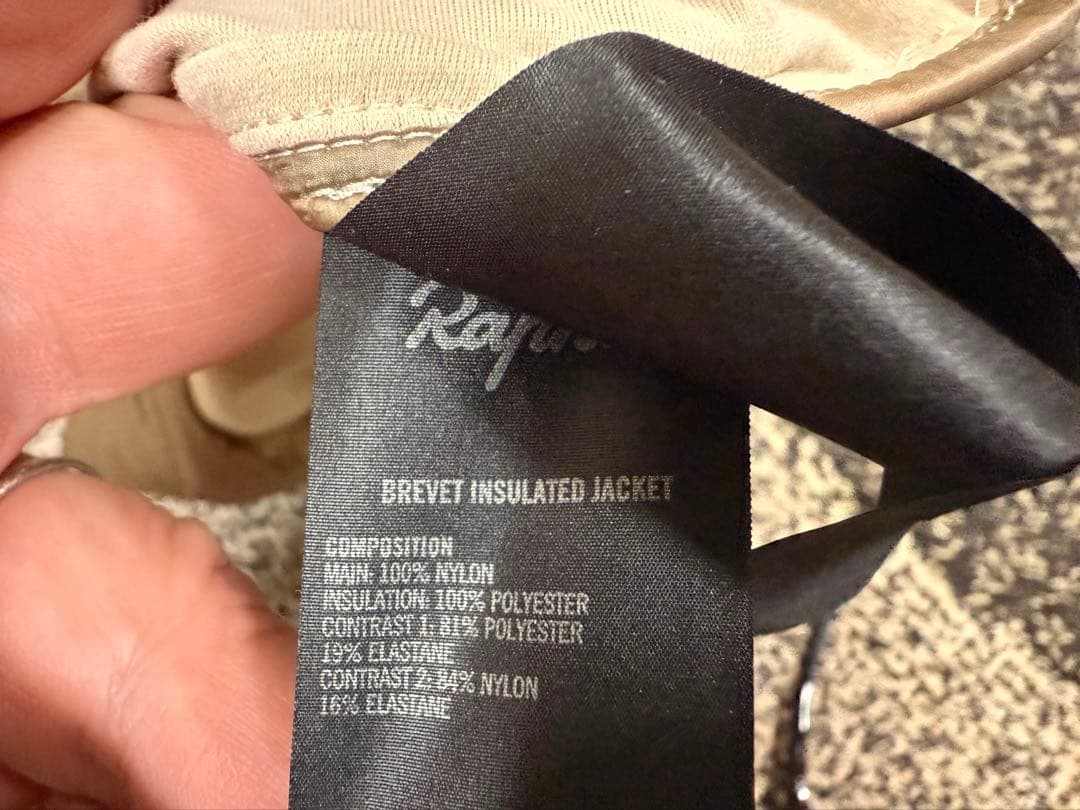 BREVET INSULATED JACKET
COMPOSITION
MAIN: 100% NYLON
INSULATION: 100% POLYESTER
CONTRAST 1: 81% POLYESTER
19% ELASTANE
CONTRAST 2: 84% NYLON
16% ELASTANE